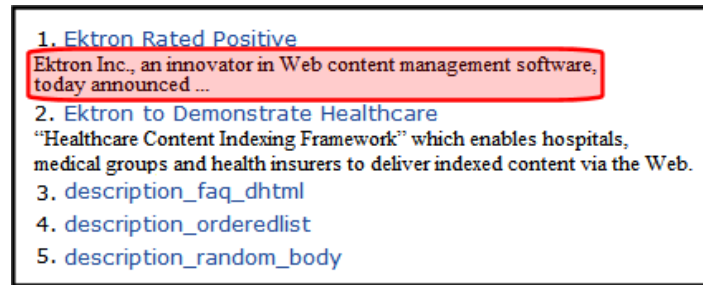 1. Ektron Rated Positive
Ektron Inc., an innovator in Web content management software,
today announced ...
2. Ektron to Demonstrate Healthcare
“Healthcare Content Indexing Framework” which enables hospitals,
medical groups and health insurers to deliver indexed content via the Web.
3. description_faq_dhtml
4. description_orderedlist
5. description_random_body